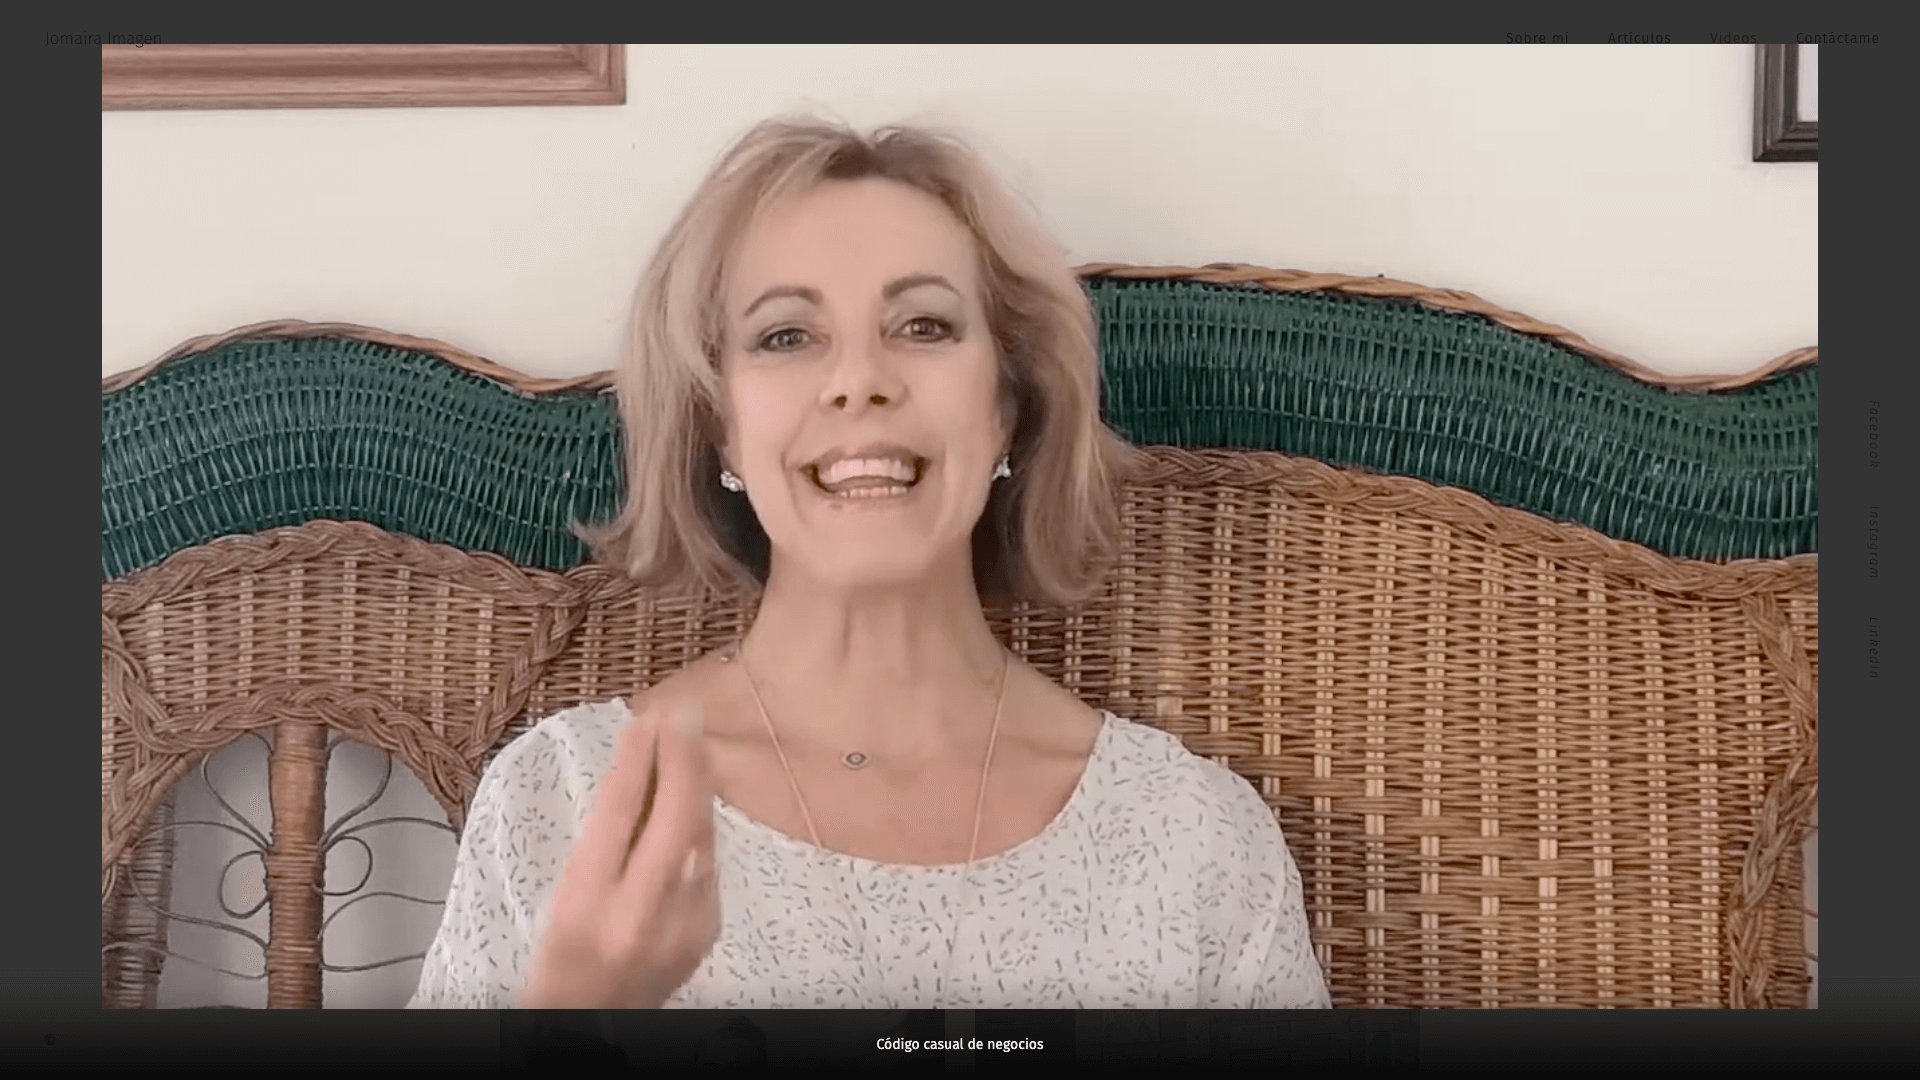 Jomaira Imagen
Sobre mí
Artículos
Videos
Contáctame
Facebook
Instagram
LinkedIn
©
Código casual de negocios